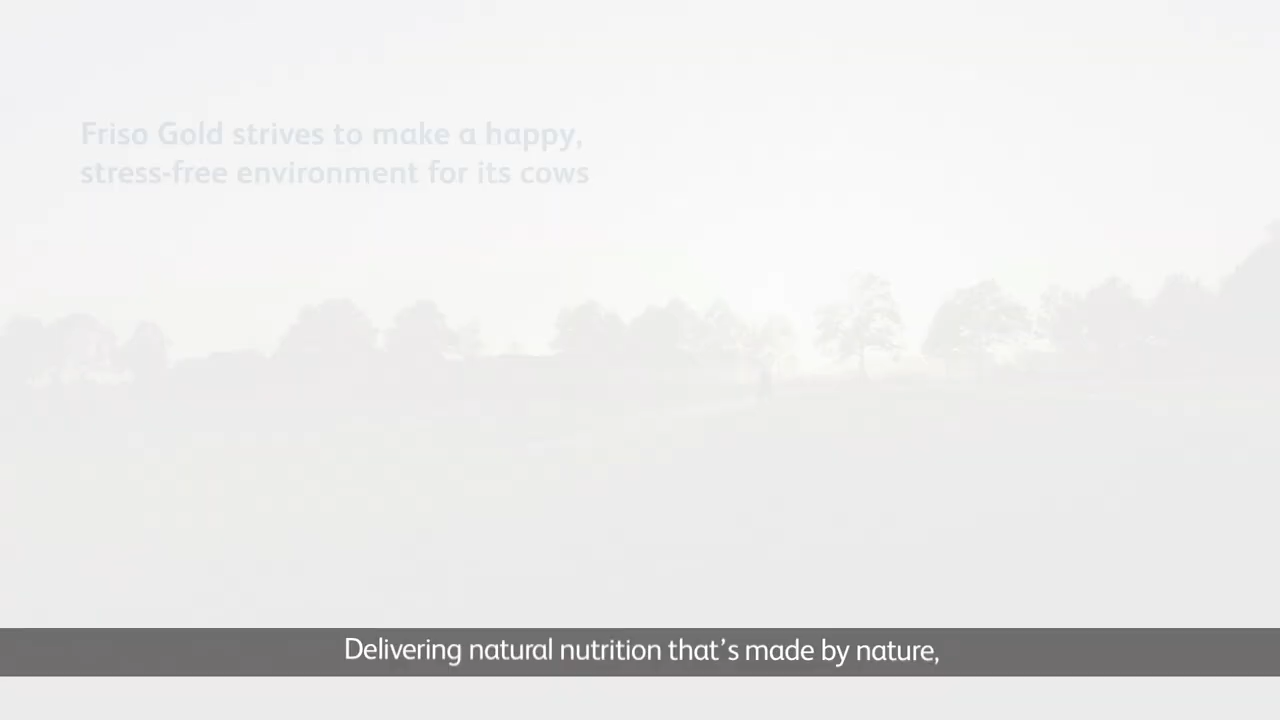 Friso Gold strives to make a happy,
stress-free environment for its cows
Delivering natural nutrition that's made by nature,